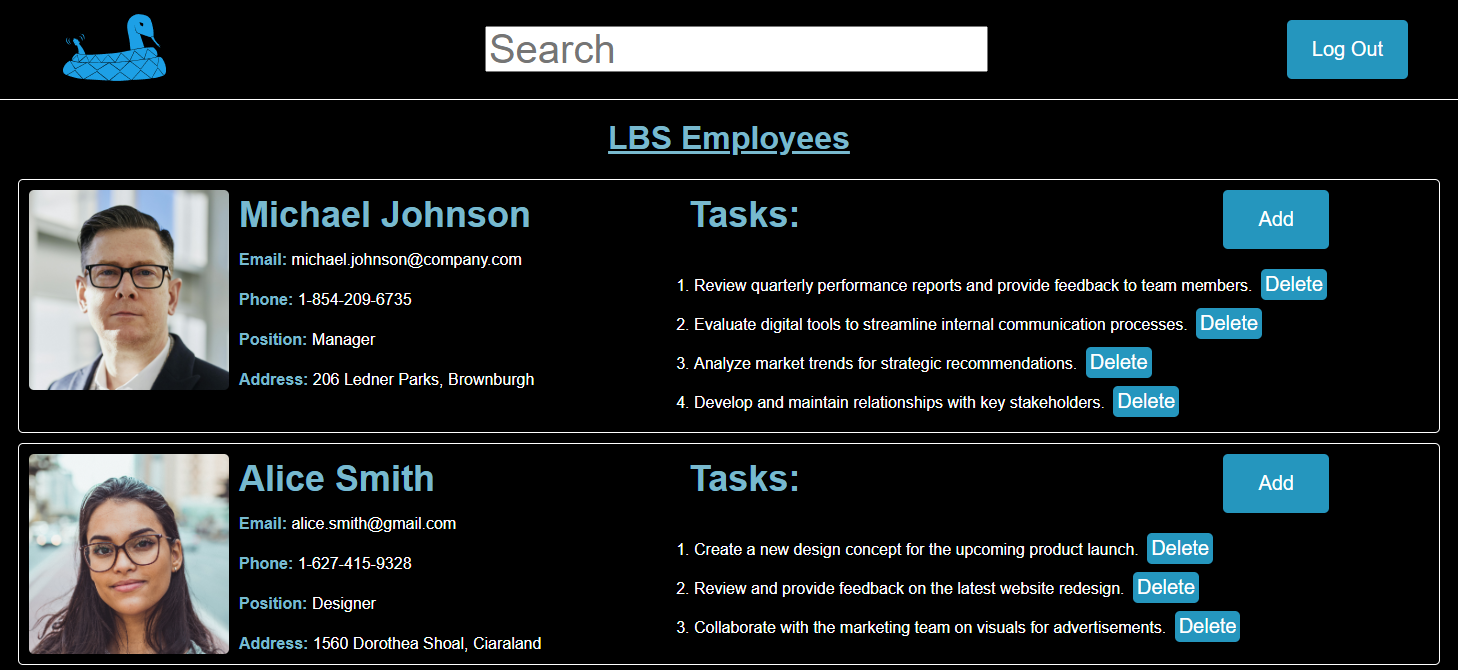 Search
Log Out
LBS Employees
Michael Johnson
Email: michael.johnson@company.com
Phone: 1-854-209-6735
Position: Manager
Address: 206 Ledner Parks, Brownburgh
Tasks:
Add
1. Review quarterly performance reports and provide feedback to team members. Delete
2. Evaluate digital tools to streamline internal communication processes. Delete
3. Analyze market trends for strategic recommendations. Delete
4. Develop and maintain relationships with key stakeholders. Delete
Alice Smith
Email: alice.smith@gmail.com
Phone: 1-627-415-9328
Position: Designer
Address: 1560 Dorothea Shoal, Ciaraland
Tasks:
Add
1. Create a new design concept for the upcoming product launch. Delete
2. Review and provide feedback on the latest website redesign. Delete
3. Collaborate with the marketing team on visuals for advertisements. Delete